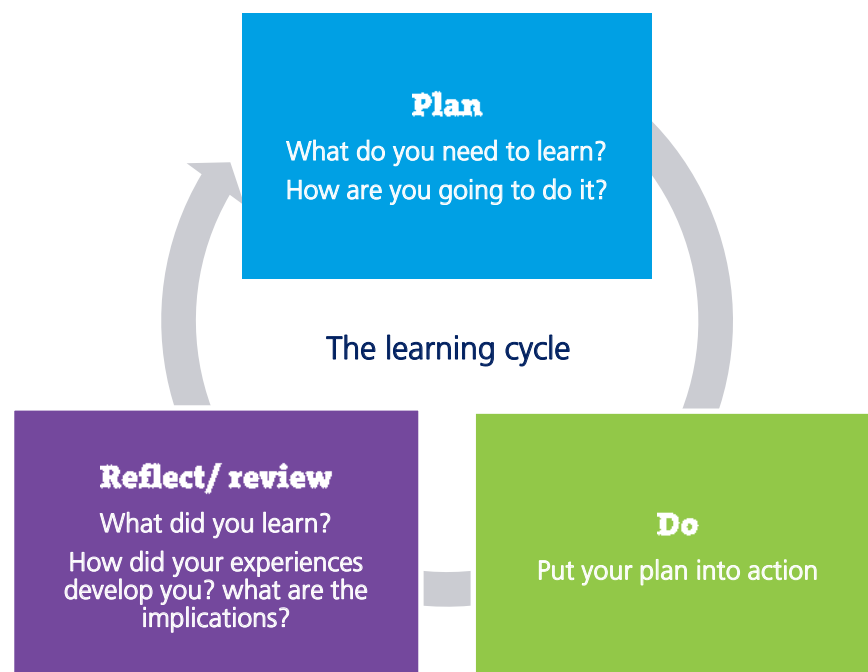 Plan
What do you need to learn?
How are you going to do it?
The learning cycle
Reflect/ review
What did you learn?
How did your experiences
develop you? what are the
implications?
Do
Put your plan into action